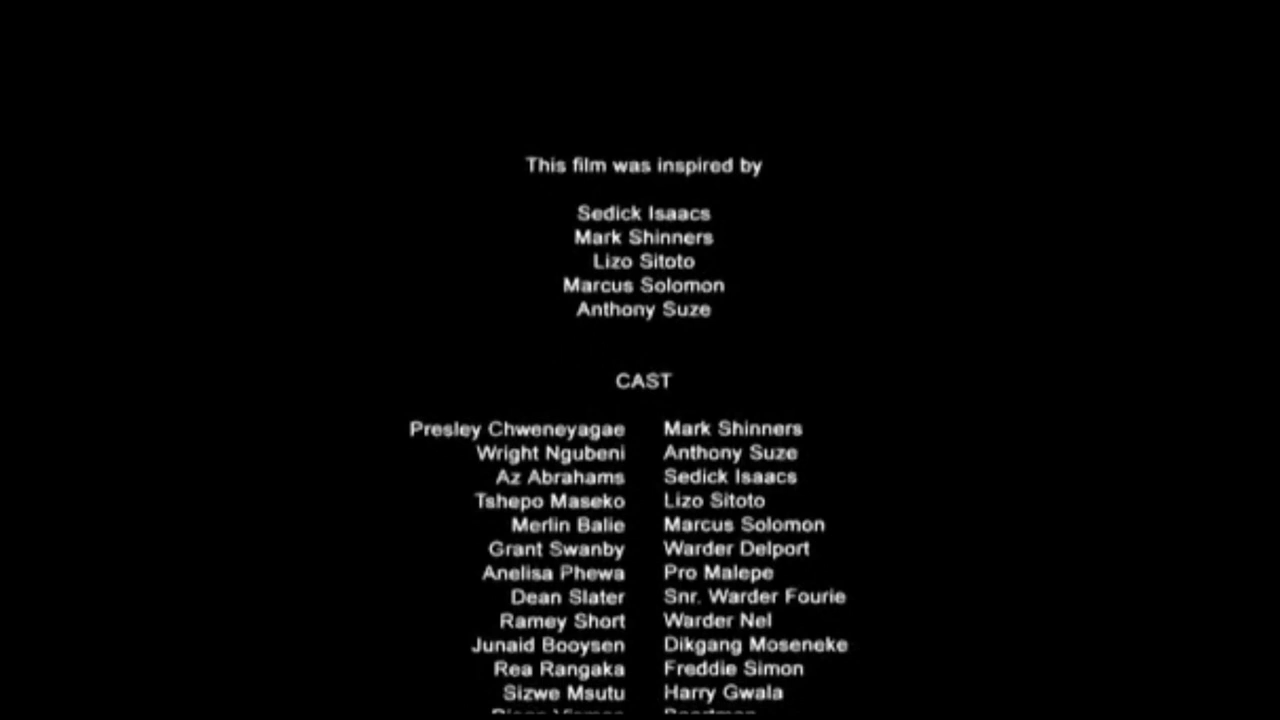 This film was inspired by
Sedick Isaacs
Mark Shinners
Lizo Sitoto
Marcus Solomon
Anthony Suze
CAST
Presley Chweneyagae Mark Shinners
Wright Ngubeni Anthony Suze
Az Abrahams Sedick Isaacs
Tshepo Maseko Lizo Sitoto
Merlin Balie Marcus Solomon
Grant Swanby Warder Delport
Anelisa Phewa Pro Malepe
Dean Slater Snr. Warder Fourie
Ramey Short Warder Nel
Junaid Booysen Dikgang Moseneke
Rea Rangaka Freddie Simon
Sizwe Msutu Harry Gwala